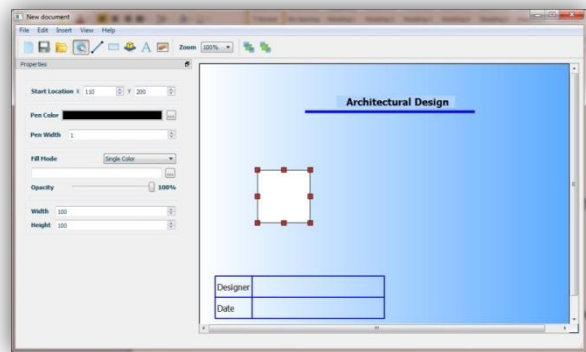 New document
File Edit Insert View Help
Zoom 100%
Properties
Start Location X 110 Y 200
Pen Color
Pen Width 1
Fill Mode Single Color
Opacity 100%
Width 100
Height 100
Architectural Design
Designer
Date